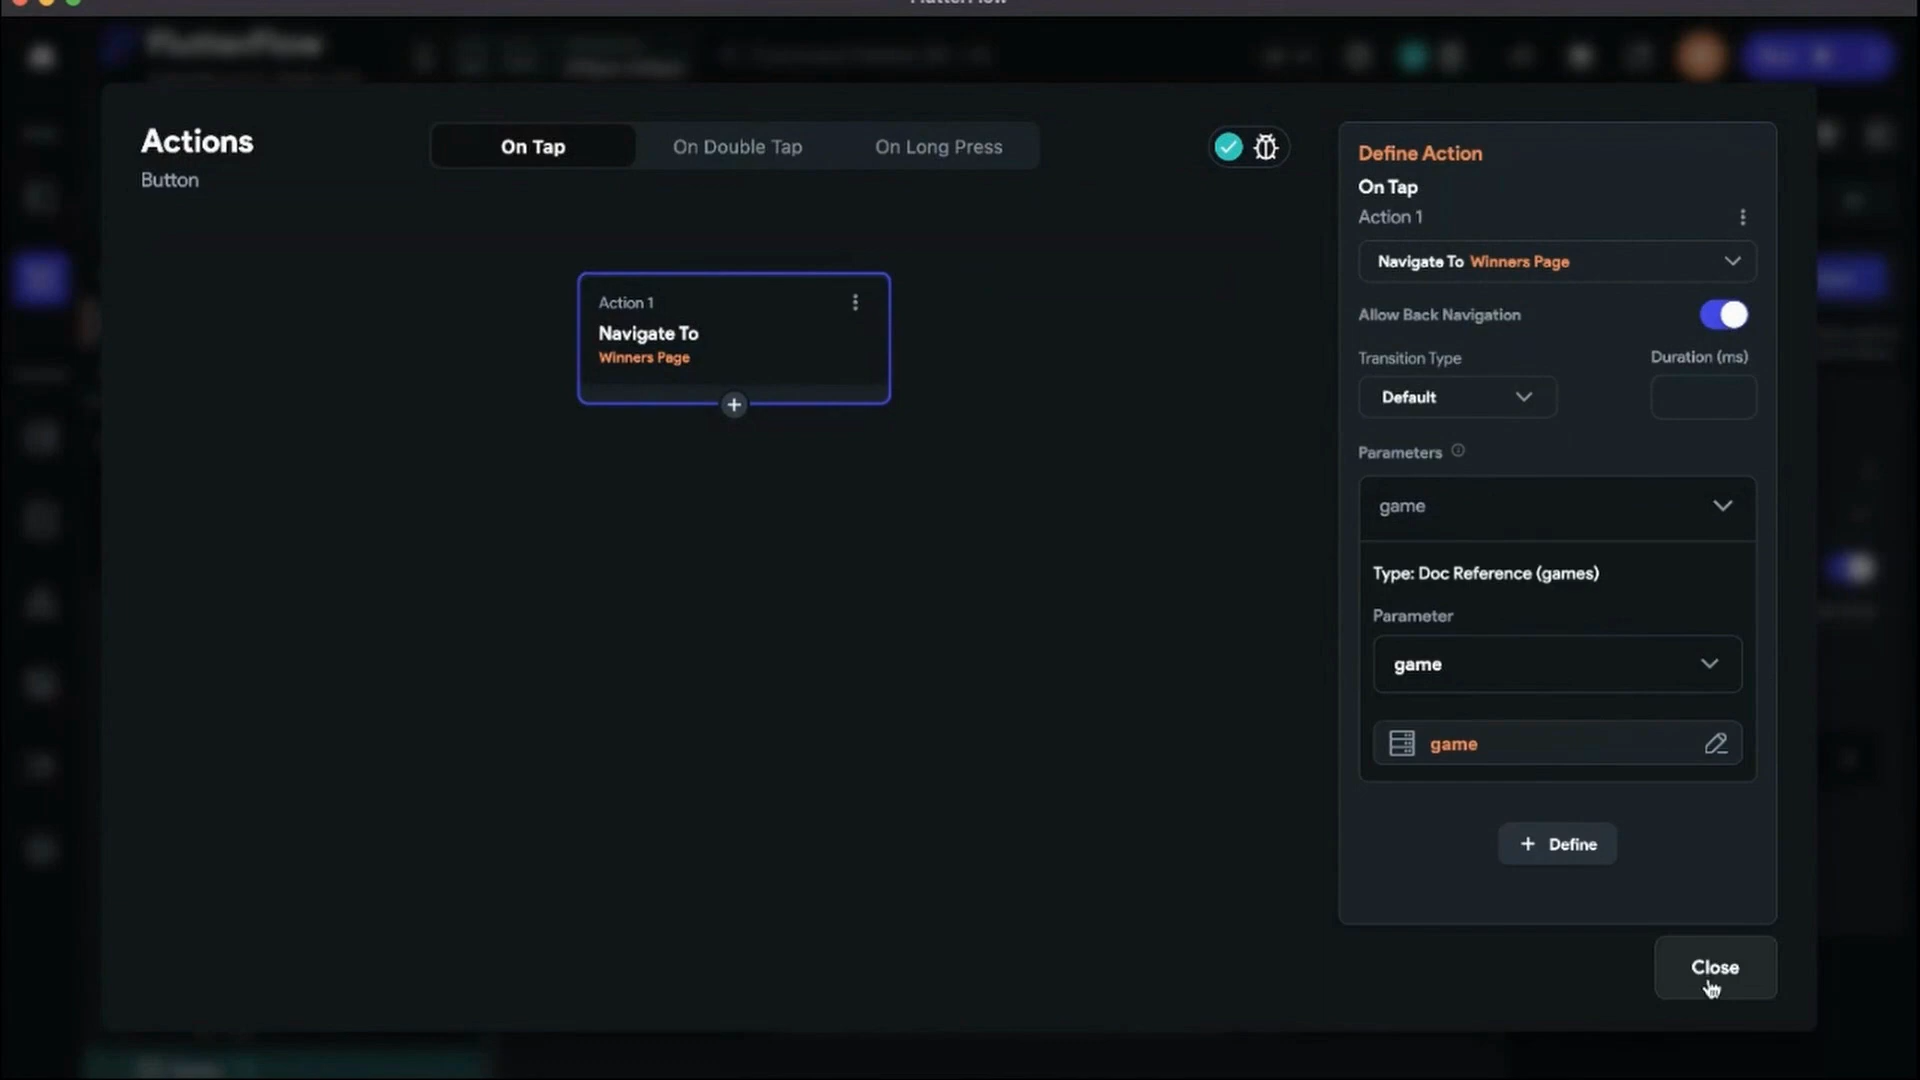 FlutterFlow
FlutterFlow
Actions
Button
On Tap
On Double Tap
On Long Press
Action 1
Navigate To
Winners Page
Define Action
On Tap
Action 1
Navigate To Winners Page
Allow Back Navigation
Transition Type
Duration (ms)
Default
Parameters
game
Type: Doc Reference (games)
Parameter
game
game
+ Define
Close